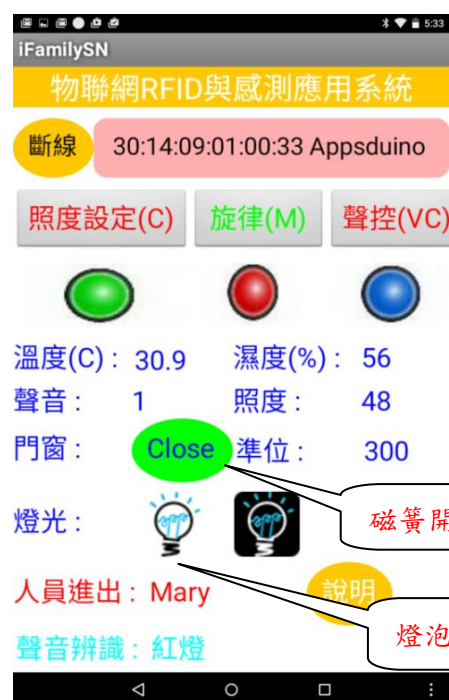 5:33
iFamilySN
物聯網RFID與感測應用系統
斷線 30:14:09:01:00:33 Appsduino
照度設定(C) 旋律(M) 聲控(VC)
溫度(C) : 30.9 濕度(%) : 56
聲音 : 1 照度 : 48
門窗 : Close 準位 : 300
磁簧開
燈光 :
人員進出 : Mary 說明
燈泡
聲音辨識 : 紅燈